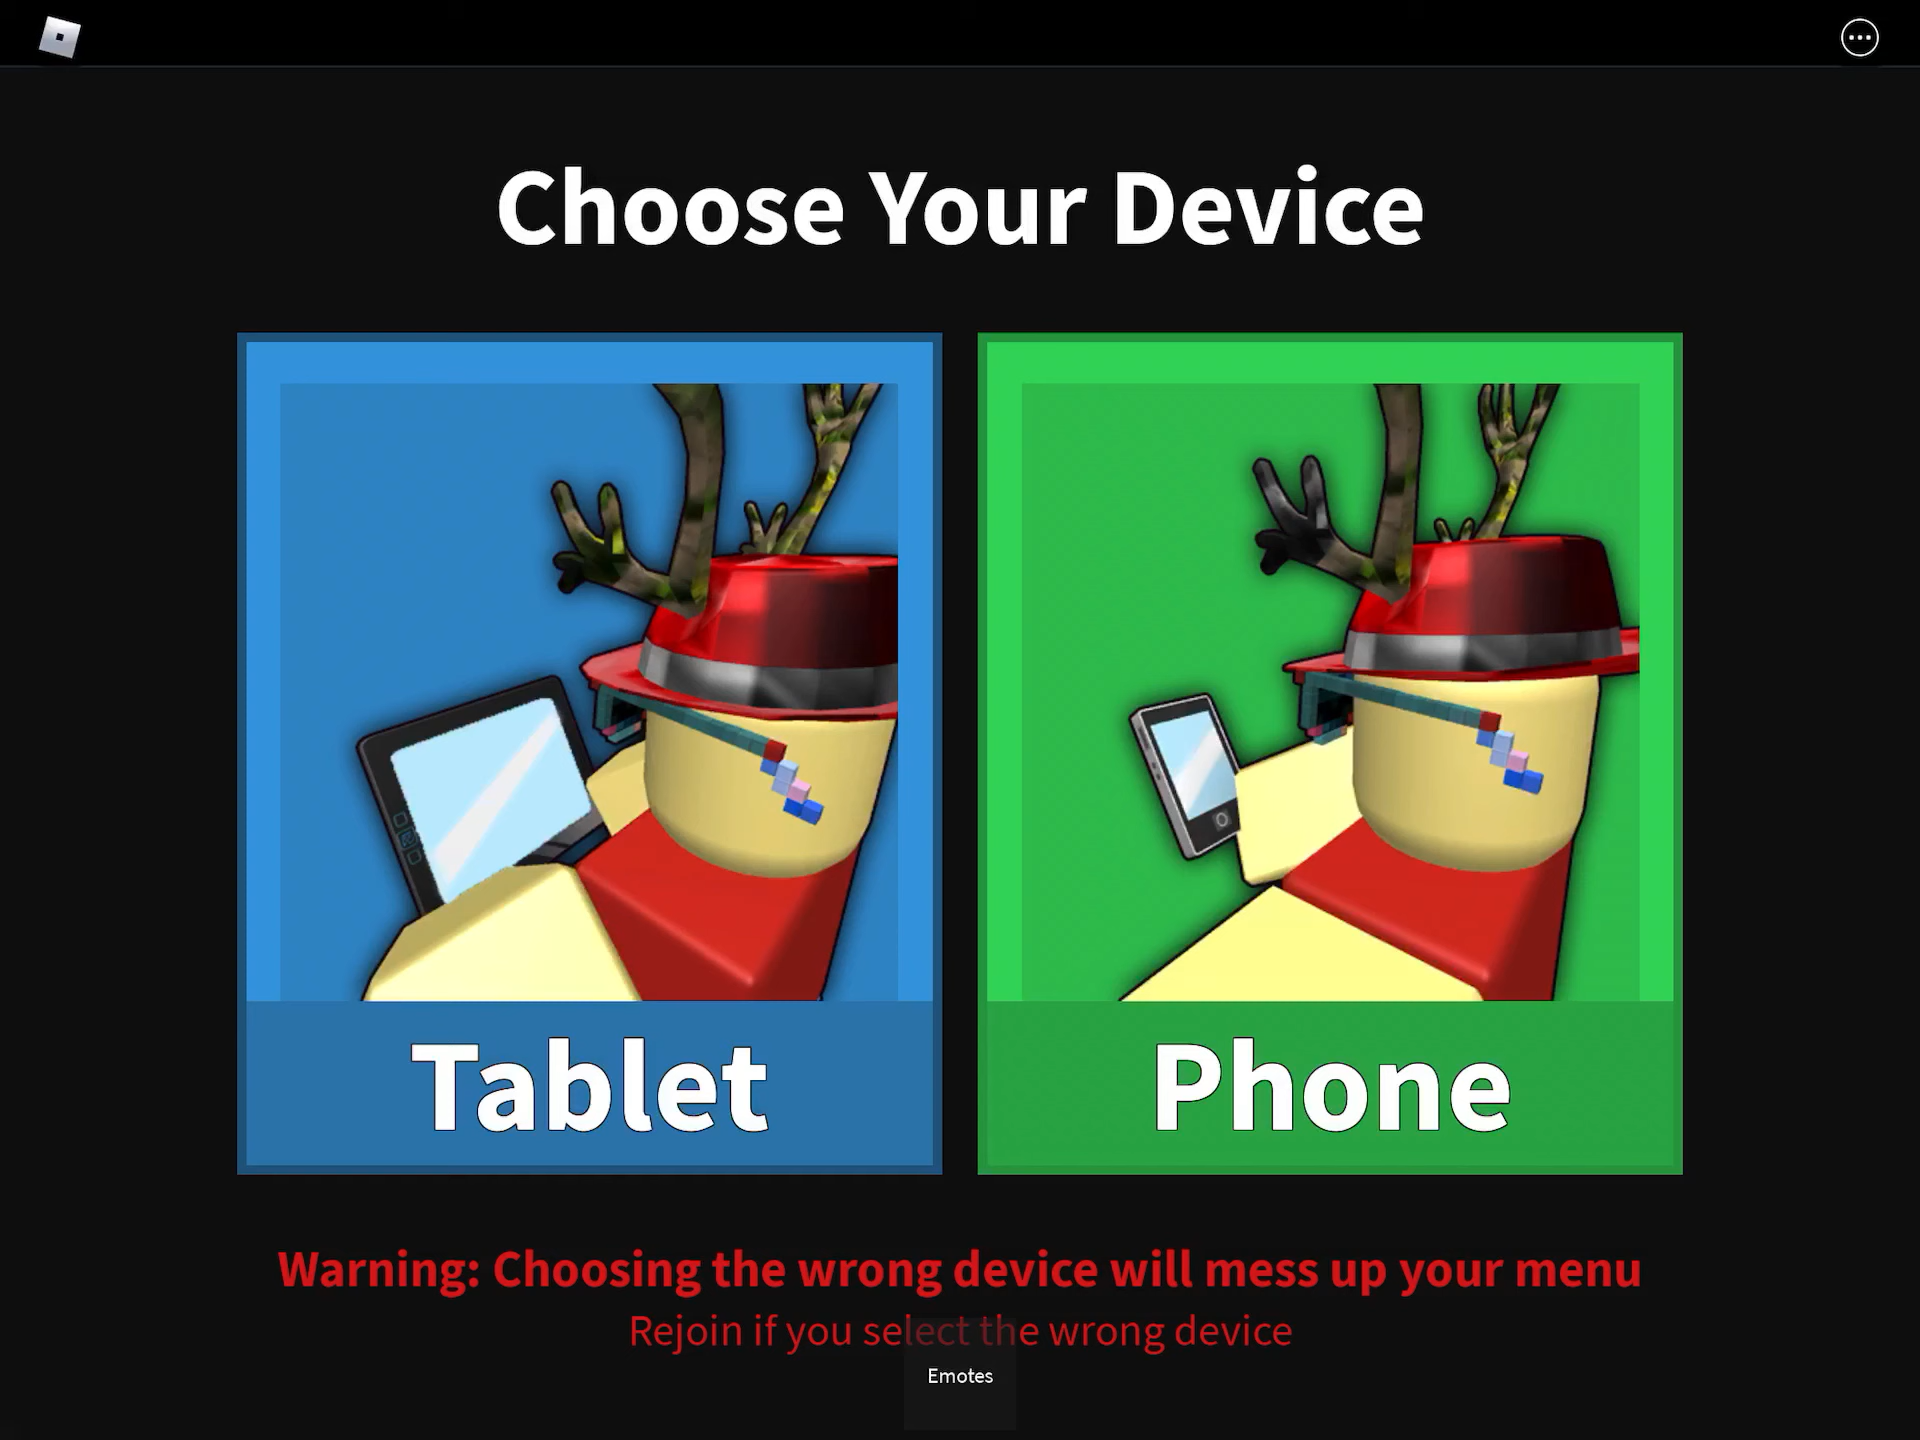 Choose Your Device
Tablet
Phone
Warning: Choosing the wrong device will mess up your menu
Rejoin if you select the wrong device
Emotes